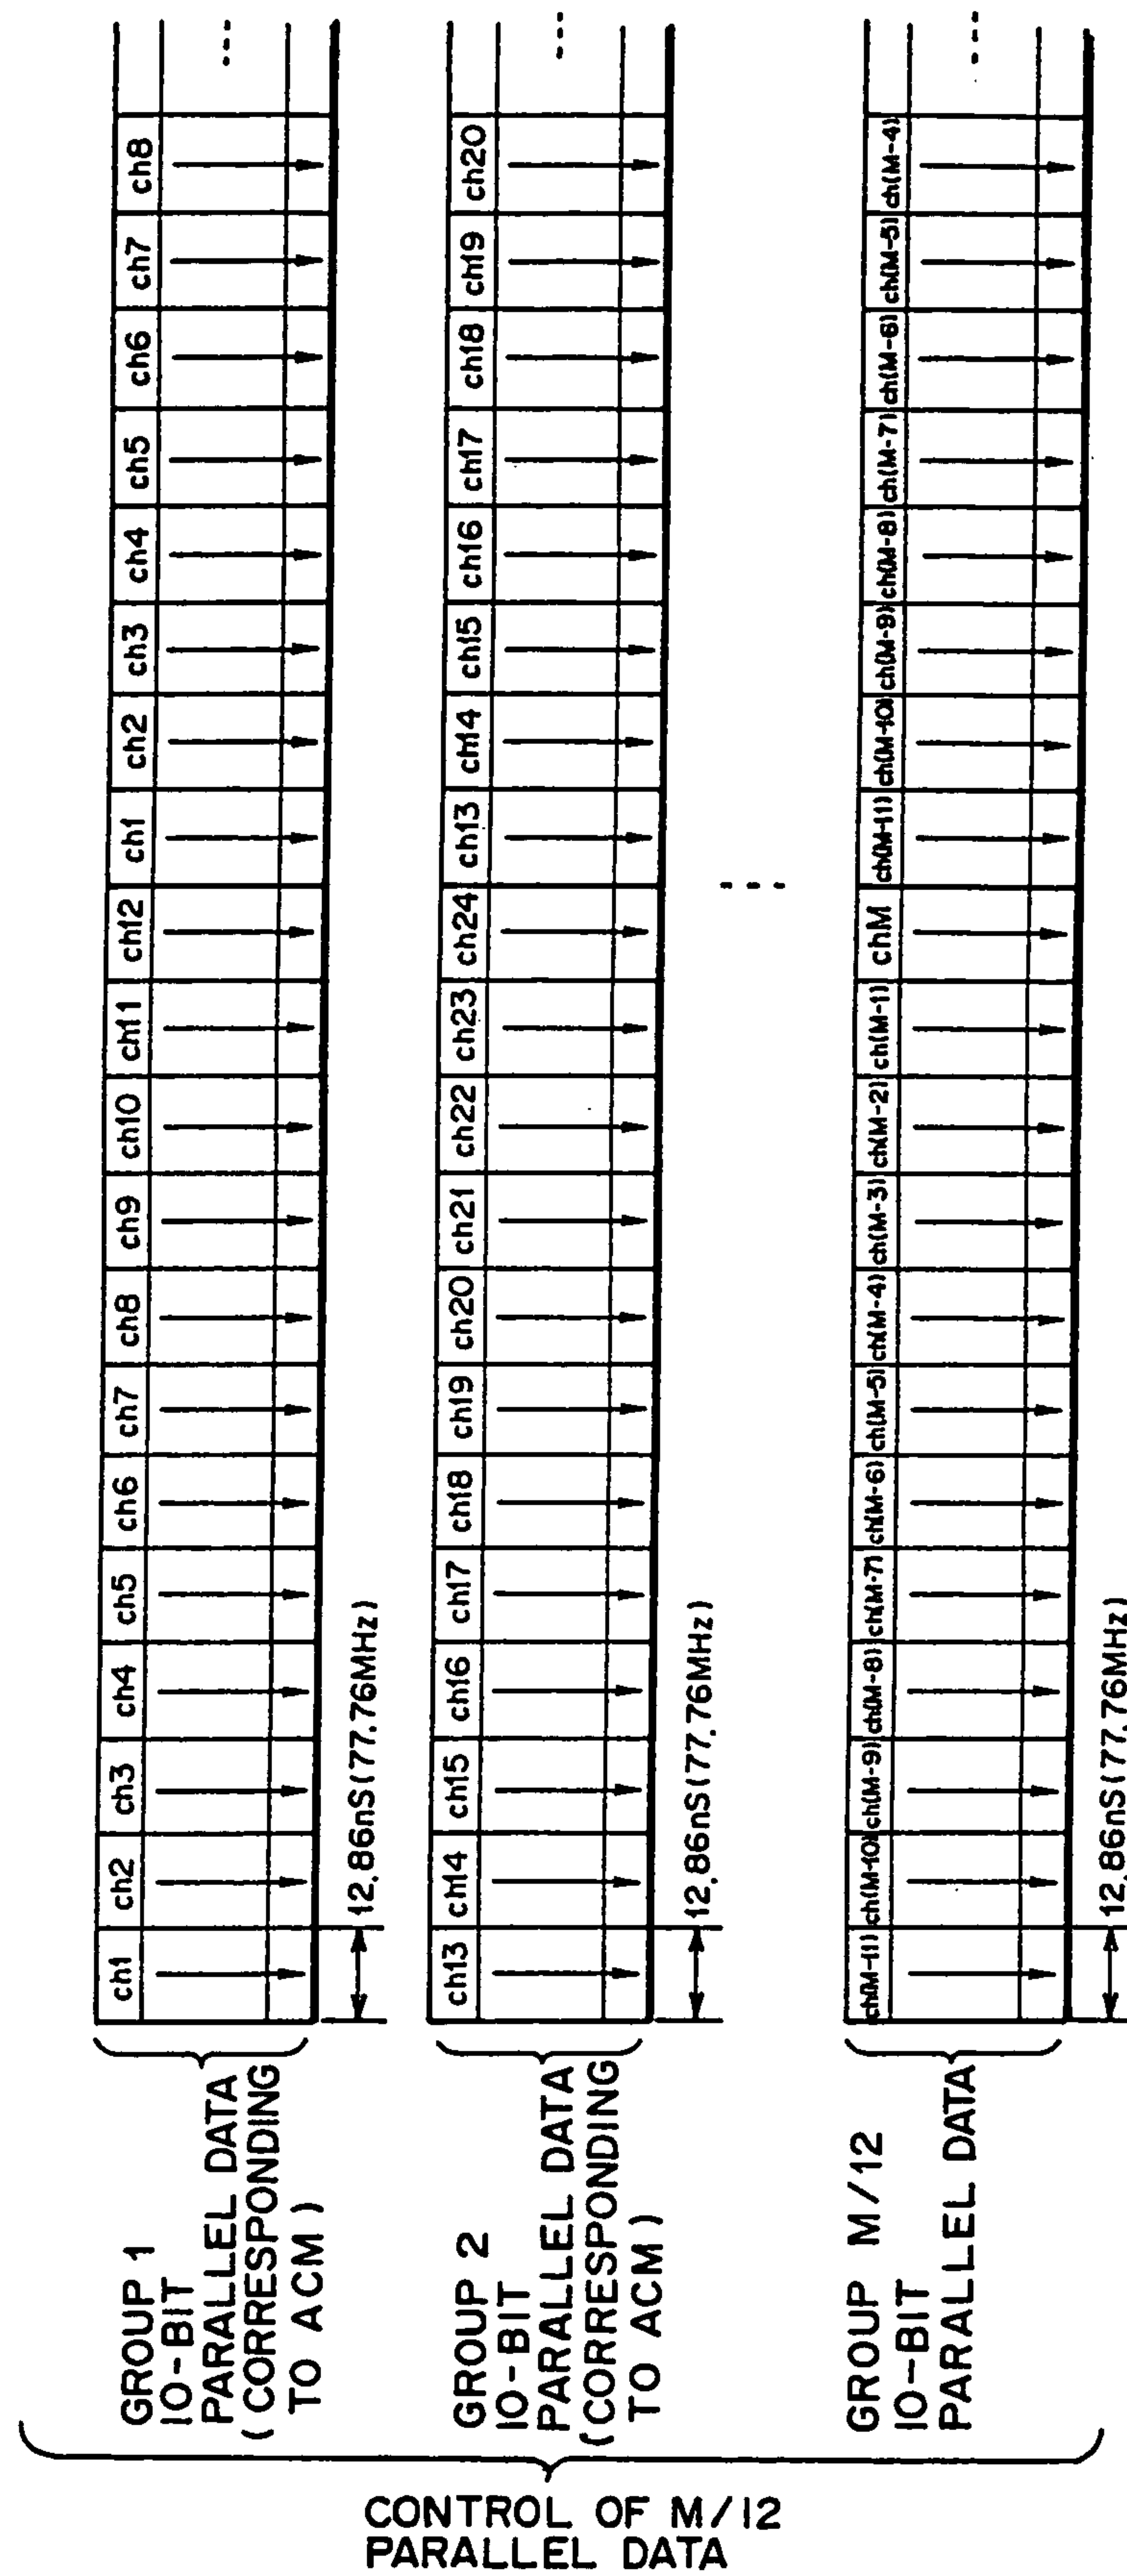 CONTROL OF M/12
PARALLEL DATA
GROUP 1
10-BIT
PARALLEL DATA
(CORRESPONDING
TO ACM)
ch1 ch2 ch3 ch4 ch5 ch6 ch7 ch8 ch9 ch10 ch11 ch12 ch1 ch2 ch3 ch4 ch5 ch6 ch7 ch8 ---
12.86nS(77.76MHz)
GROUP 2
10-BIT
PARALLEL DATA
(CORRESPONDING
TO ACM)
ch13 ch14 ch15 ch16 ch17 ch18 ch19 ch20 ch21 ch22 ch23 ch24 ch13 ch14 ch15 ch16 ch17 ch18 ch19 ch20 ---
12.86nS(77.76MHz)
GROUP M/12
10-BIT
PARALLEL DATA
ch(M-11) ch(M-10) ch(M-9) ch(M-8) ch(M-7) ch(M-6) ch(M-5) ch(M-4) ch(M-3) ch(M-2) ch(M-1) chM ch(M-11) ch(M-10) ch(M-9) ch(M-8) ch(M-7) ch(M-6) ch(M-5) ch(M-4) ---
12.86nS(77.76MHz)